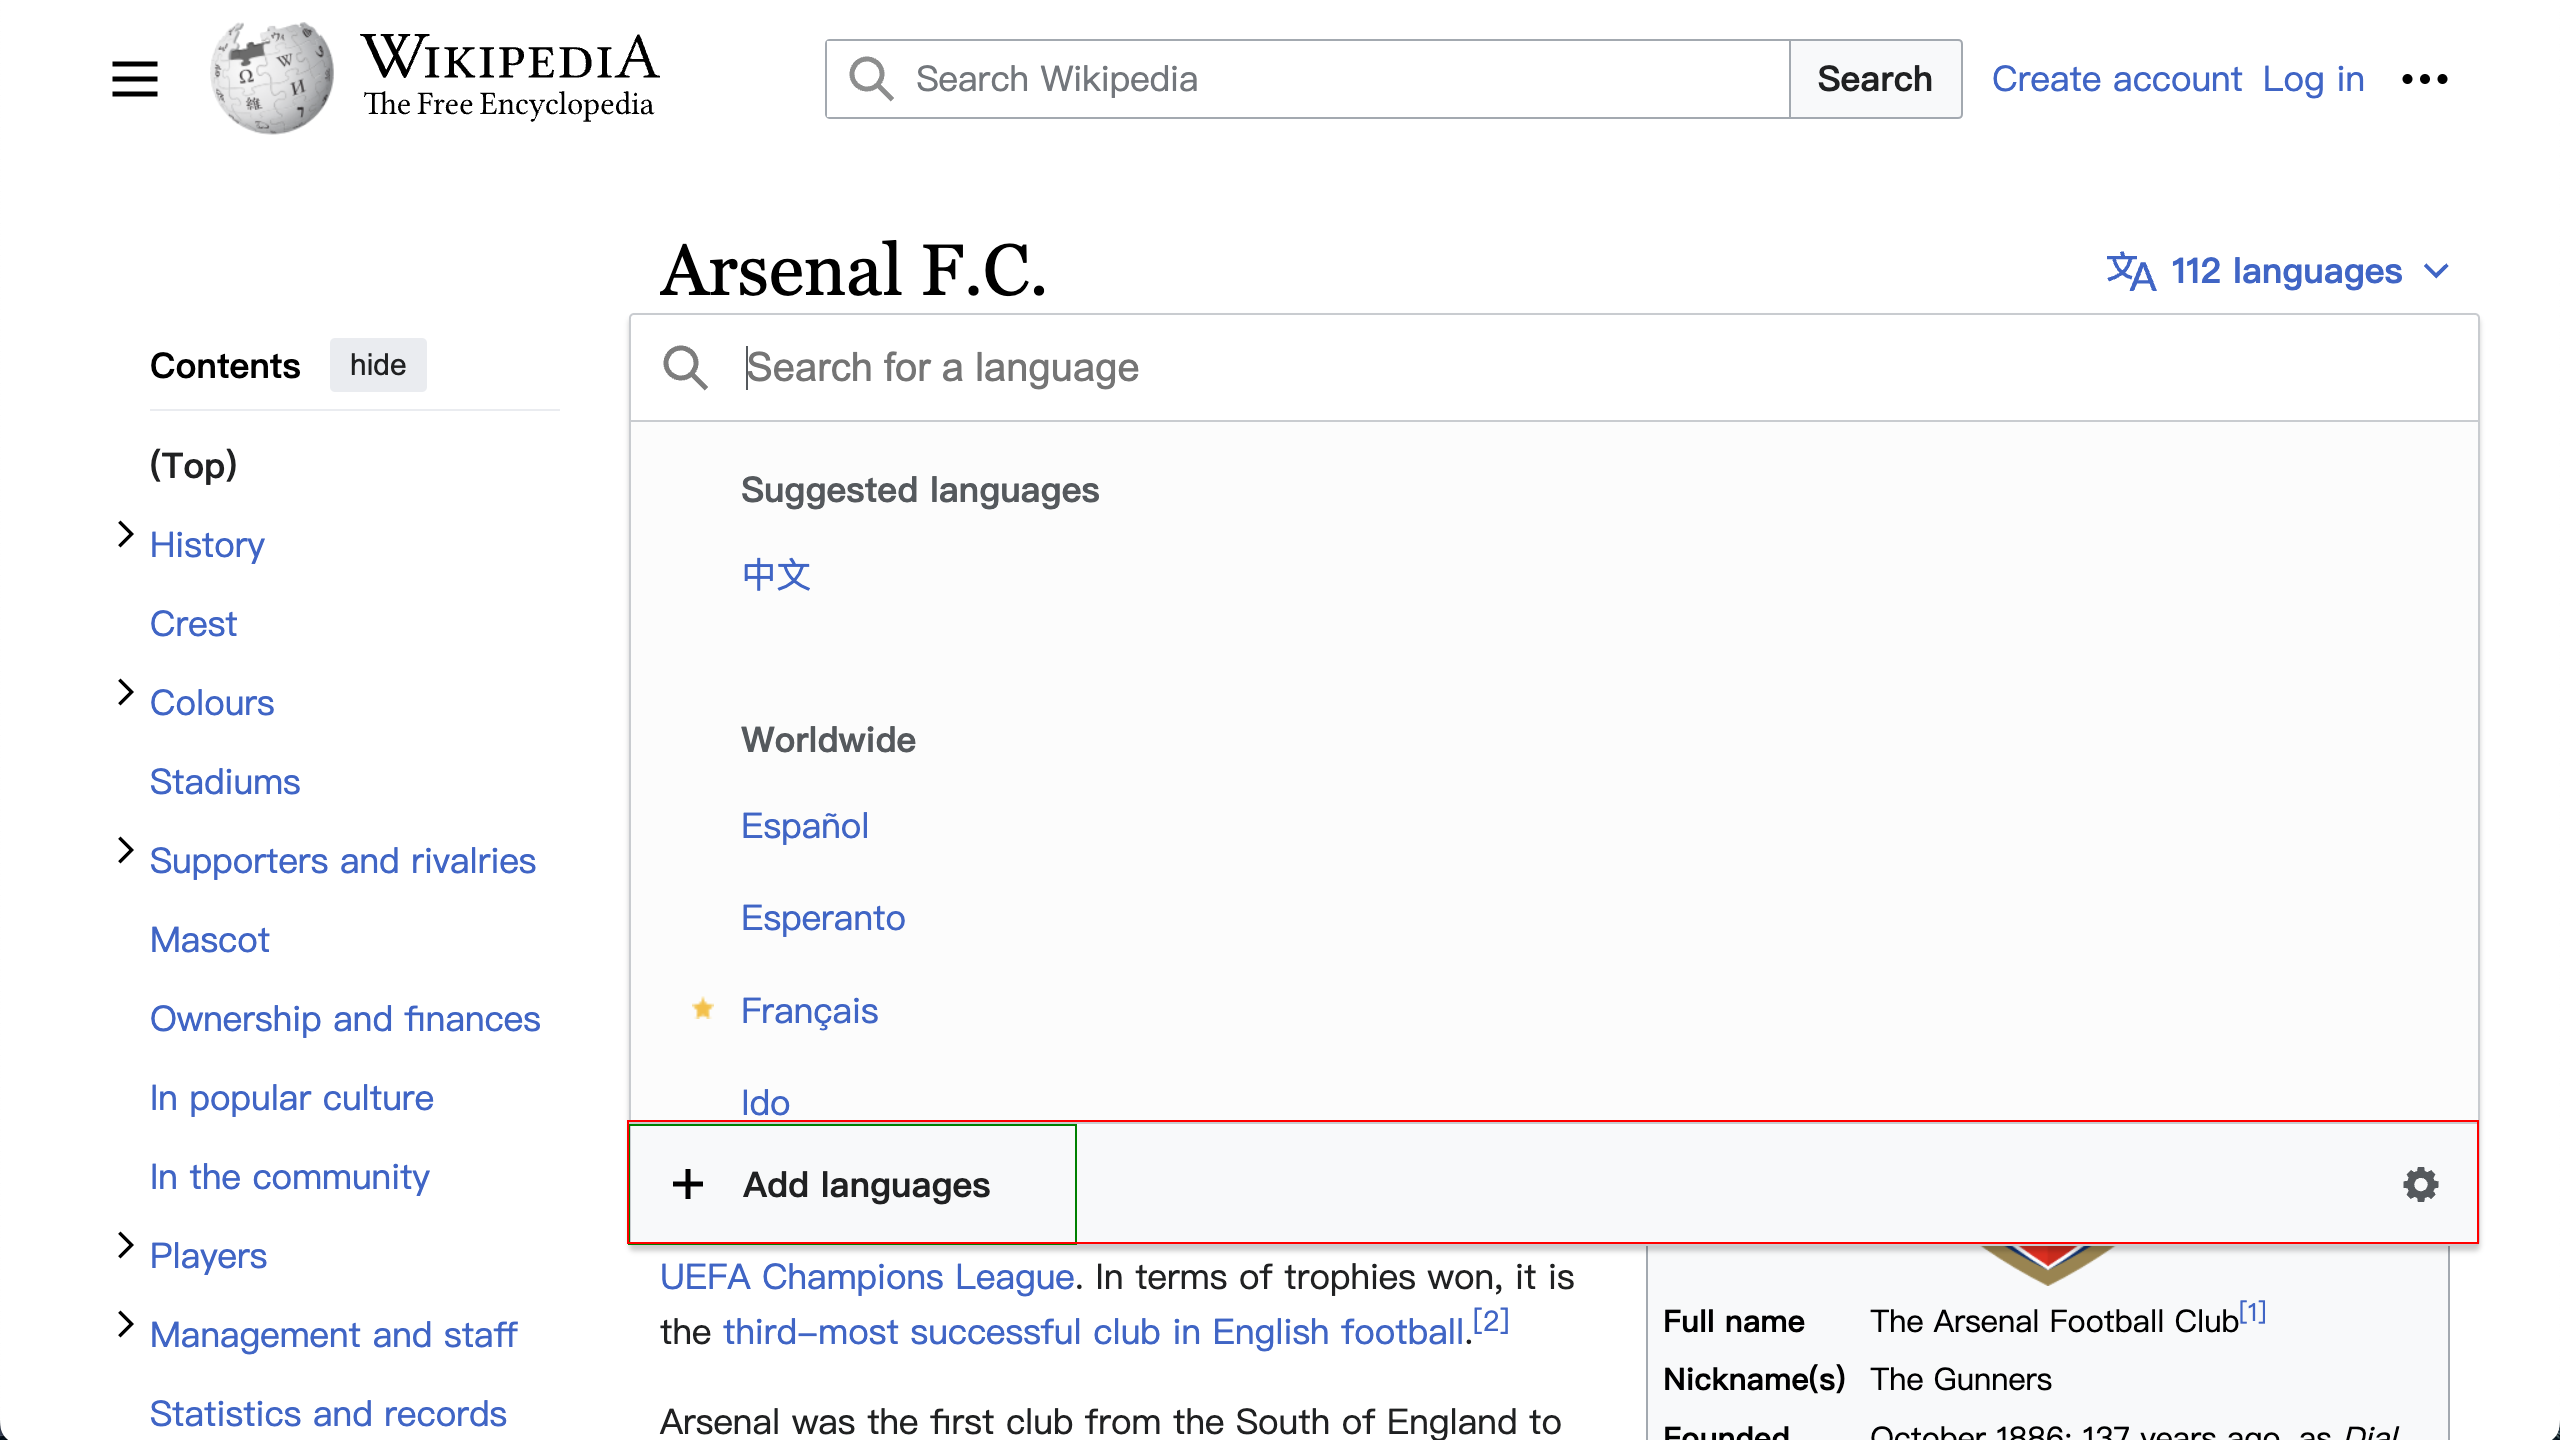 WIKIPEDIA
The Free Encyclopedia
Search Wikipedia
Search
Create account
Log in
Arsenal F.C.
112 languages
Contents
hide
(Top)
History
Crest
Colours
Stadiums
Supporters and rivalries
Mascot
Ownership and finances
In popular culture
In the community
Players
Management and staff
Statistics and records
Search for a language
Suggested languages
中文
Worldwide
Español
Esperanto
Français
Ido
Add languages
UEFA Champions League. In terms of trophies won, it is
the third–most successful club in English football.[2]
Arsenal was the first club from the South of England to
Full name The Arsenal Football Club[1]
Nickname(s) The Gunners
Founded October 1886; 137 years ago, as Dial